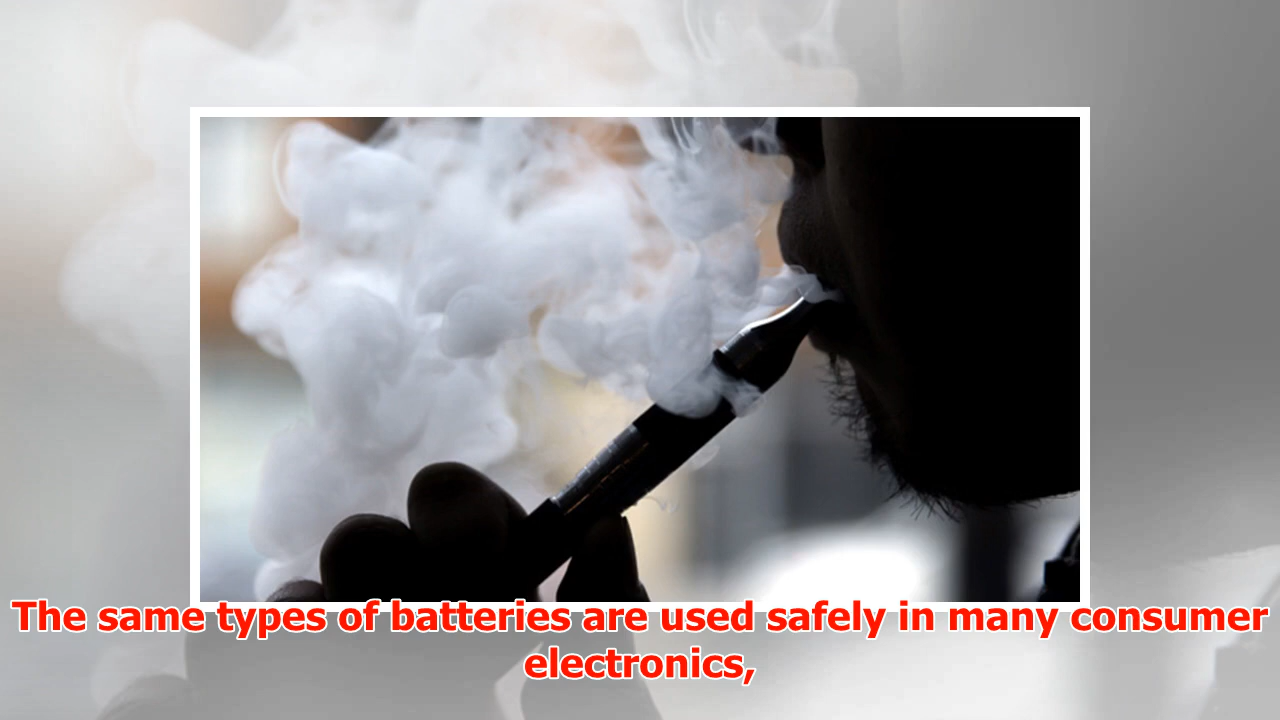 The same types of batteries are used safely in many consumer
electronics,